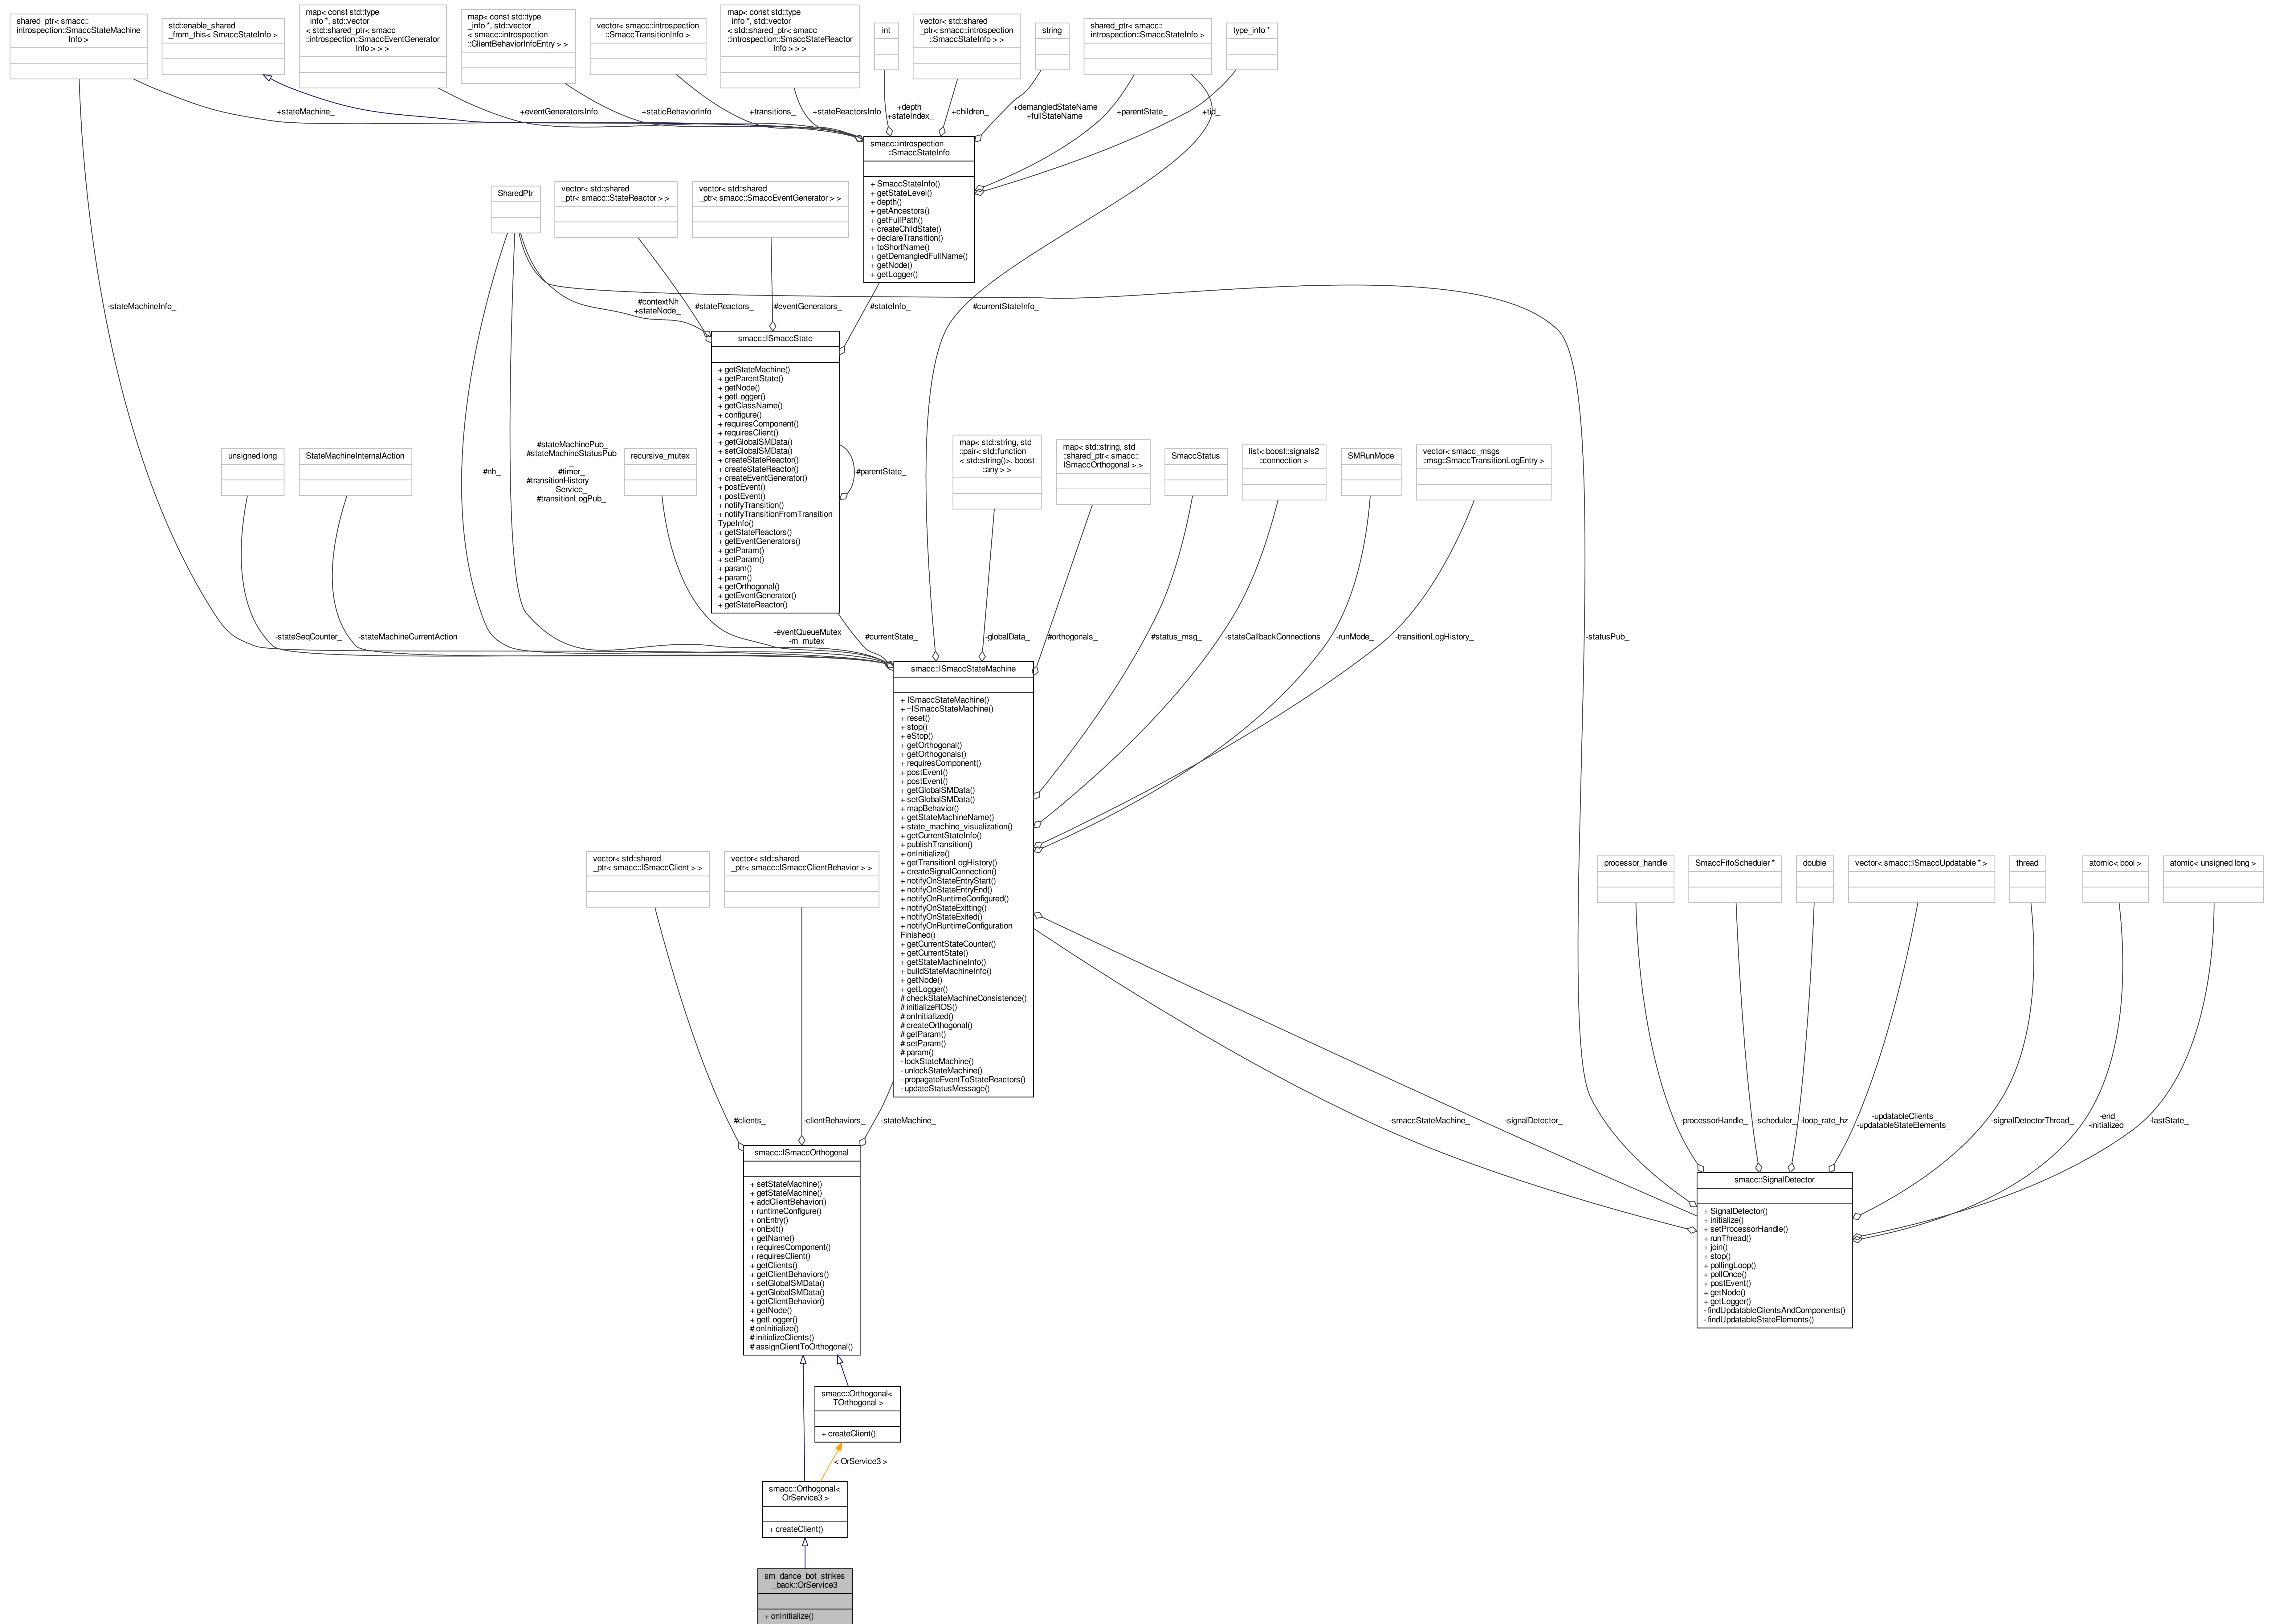 shared_ptr< smacc::
introspection::SmaccStateMachine
Info >
std::enable_shared
_from_this< SmaccStateInfo >
map< const std::type
_info *, std::vector
< std::shared_ptr< smacc
::introspection::SmaccEventGenerator
Info > > >
map< const std::type
_info *, std::vector
< smacc::introspection
::ClientBehaviorInfoEntry > >
vector< smacc::introspection
::SmaccTransitionInfo >
map< const std::type
_info *, std::vector
< std::shared_ptr< smacc
::introspection::SmaccStateReactor
Info > > >
int
vector< std::shared
_ptr< smacc::introspection
::SmaccStateInfo > >
string
shared_ptr< smacc::
introspection::SmaccStateInfo >
type_info *
+stateMachine_
+eventGeneratorsInfo
+staticBehaviorInfo
+transitions_
+stateReactorsInfo
+depth_
+stateIndex_
+children_
+demangledStateName
+fullStateName
+parentState_
+tid_
smacc::introspection
::SmaccStateInfo
+ SmaccStateInfo()
+ getStateLevel()
+ depth()
+ getAncestors()
+ getFullPath()
+ createChildState()
+ declareTransition()
+ toShortName()
+ getDemangledFullName()
+ getNode()
+ getLogger()
SharedPtr
vector< std::shared
_ptr< smacc::StateReactor > >
vector< std::shared
_ptr< smacc::SmaccEventGenerator > >
-stateMachineInfo_
#contextNh
+stateNode_
#stateReactors_
#eventGenerators_
#stateInfo_
#currentStateInfo_
smacc::ISmaccState
+ getStateMachine()
+ getParentState()
+ getNode()
+ getLogger()
+ getClassName()
+ configure()
+ requiresComponent()
+ requiresClient()
+ getGlobalSMData()
+ setGlobalSMData()
+ createStateReactor()
+ createStateReactor()
+ createEventGenerator()
+ postEvent()
+ postEvent()
+ notifyTransition()
+ notifyTransitionFromTransition
TypeInfo()
+ getStateReactors()
+ getEventGenerators()
+ getParam()
+ setParam()
+ param()
+ param()
+ getOrthogonal()
+ getEventGenerator()
+ getStateReactor()
#parentState_
unsigned long
StateMachineInternalAction
#nh_
#stateMachinePub_
#stateMachineStatusPub
_
#timer_
#transitionHistory
Service_
#transitionLogPub_
recursive_mutex
map< std::string, std
::pair< std::function
< std::string()>, boost
::any > >
map< std::string, std
::shared_ptr< smacc::
ISmaccOrthogonal > >
SmaccStatus
list< boost::signals2
::connection >
SMRunMode
vector< smacc_msgs
::msg::SmaccTransitionLogEntry >
-stateSeqCounter_
-stateMachineCurrentAction
-eventQueueMutex_
-m_mutex_
#currentState_
-globalData_
#orthogonals_
#status_msg_
-stateCallbackConnections
-runMode_
-transitionLogHistory_
-statusPub_
smacc::ISmaccStateMachine
+ ISmaccStateMachine()
+ ~ISmaccStateMachine()
+ reset()
+ stop()
+ eStop()
+ getOrthogonal()
+ getOrthogonals()
+ requiresComponent()
+ postEvent()
+ postEvent()
+ getGlobalSMData()
+ setGlobalSMData()
+ mapBehavior()
+ getStateMachineName()
+ state_machine_visualization()
+ getCurrentStateInfo()
+ publishTransition()
+ onInitialize()
+ getTransitionLogHistory()
+ createSignalConnection()
+ notifyOnStateEntryStart()
+ notifyOnStateEntryEnd()
+ notifyOnRuntimeConfigured()
+ notifyOnStateExitting()
+ notifyOnStateExited()
+ notifyOnRuntimeConfiguration
Finished()
+ getCurrentStateCounter()
+ getCurrentState()
+ getStateMachineInfo()
+ buildStateMachineInfo()
+ getNode()
+ getLogger()
# checkStateMachineConsistence()
# initializeROS()
# onInitialized()
# createOrthogonal()
# getParam()
# setParam()
# param()
- lockStateMachine()
- unlockStateMachine()
- propagateEventToStateReactors()
- updateStatusMessage()
vector< std::shared
_ptr< smacc::ISmaccClient > >
vector< std::shared
_ptr< smacc::ISmaccClientBehavior > >
processor_handle
SmaccFifoScheduler *
double
vector< smacc::ISmaccUpdatable * >
thread
atomic< bool >
atomic< unsigned long >
#clients_
-clientBehaviors_
-stateMachine_
-smaccStateMachine_
-signalDetector_
-processorHandle_
-scheduler_
-loop_rate_hz
-updatableClients_
-updatableStateElements_
-signalDetectorThread_
-end_
-initialized_
-lastState_
smacc::ISmaccOrthogonal
+ setStateMachine()
+ getStateMachine()
+ addClientBehavior()
+ runtimeConfigure()
+ onEntry()
+ onExit()
+ getName()
+ requiresComponent()
+ requiresClient()
+ getClients()
+ getClientBehaviors()
+ setGlobalSMData()
+ getGlobalSMData()
+ getClientBehavior()
+ getNode()
+ getLogger()
# onInitialize()
# initializeClients()
# assignClientToOrthogonal()
smacc::SignalDetector
+ SignalDetector()
+ initialize()
+ setProcessorHandle()
+ runThread()
+ join()
+ stop()
+ pollingLoop()
+ pollOnce()
+ postEvent()
+ getNode()
+ getLogger()
- findUpdatableClientsAndComponents()
- findUpdatableStateElements()
smacc::Orthogonal<
TOrthogonal >
+ createClient()
< OrService3 >
smacc::Orthogonal<
OrService3 >
+ createClient()
sm_dance_bot_strikes
_back::OrService3
+ onInitialize()